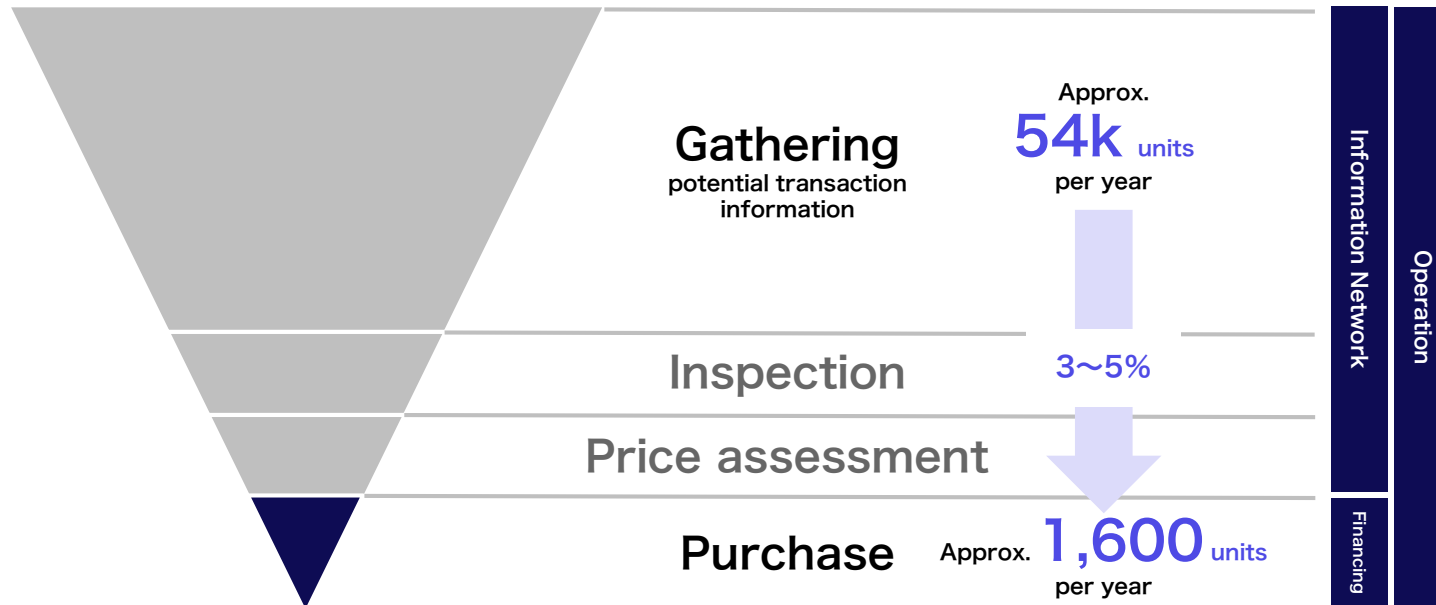 Approx.
54k units
per year
Gathering
potential transaction
information
Inspection
3〜5%
Price assessment
Purchase
Approx. 1,600 units
per year
Information Network
Financing
Operation